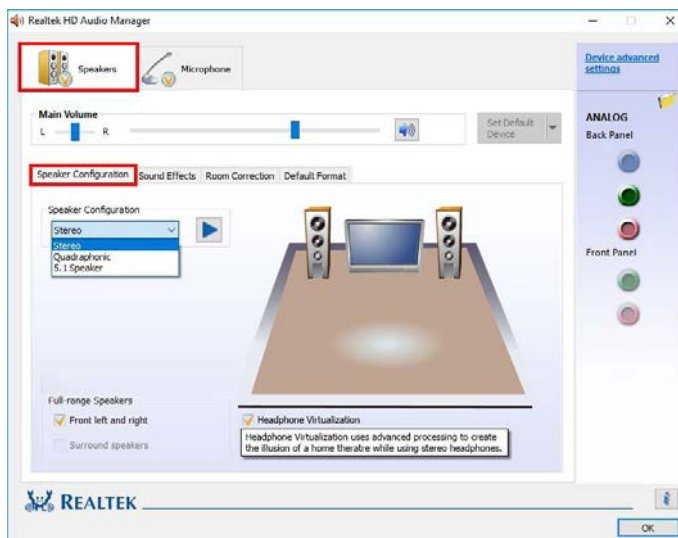 Realtek HD Audio Manager
Speakers
Microphone
Device advanced
settings
Main Volume
L
R
Set Default
Device
ANALOG
Back Panel
Speaker Configuration
Sound Effects
Room Correction
Default Format
Speaker Configuration
Stereo
Stereo
Quadraphonic
5.1 Speaker
Front Panel
Full-range Speakers
Front left and right
Surround speakers
Headphone Virtualization
Headphone Virtualization uses advanced processing to create
the illusion of a home theatre while using stereo headphones.
REALTEK
OK